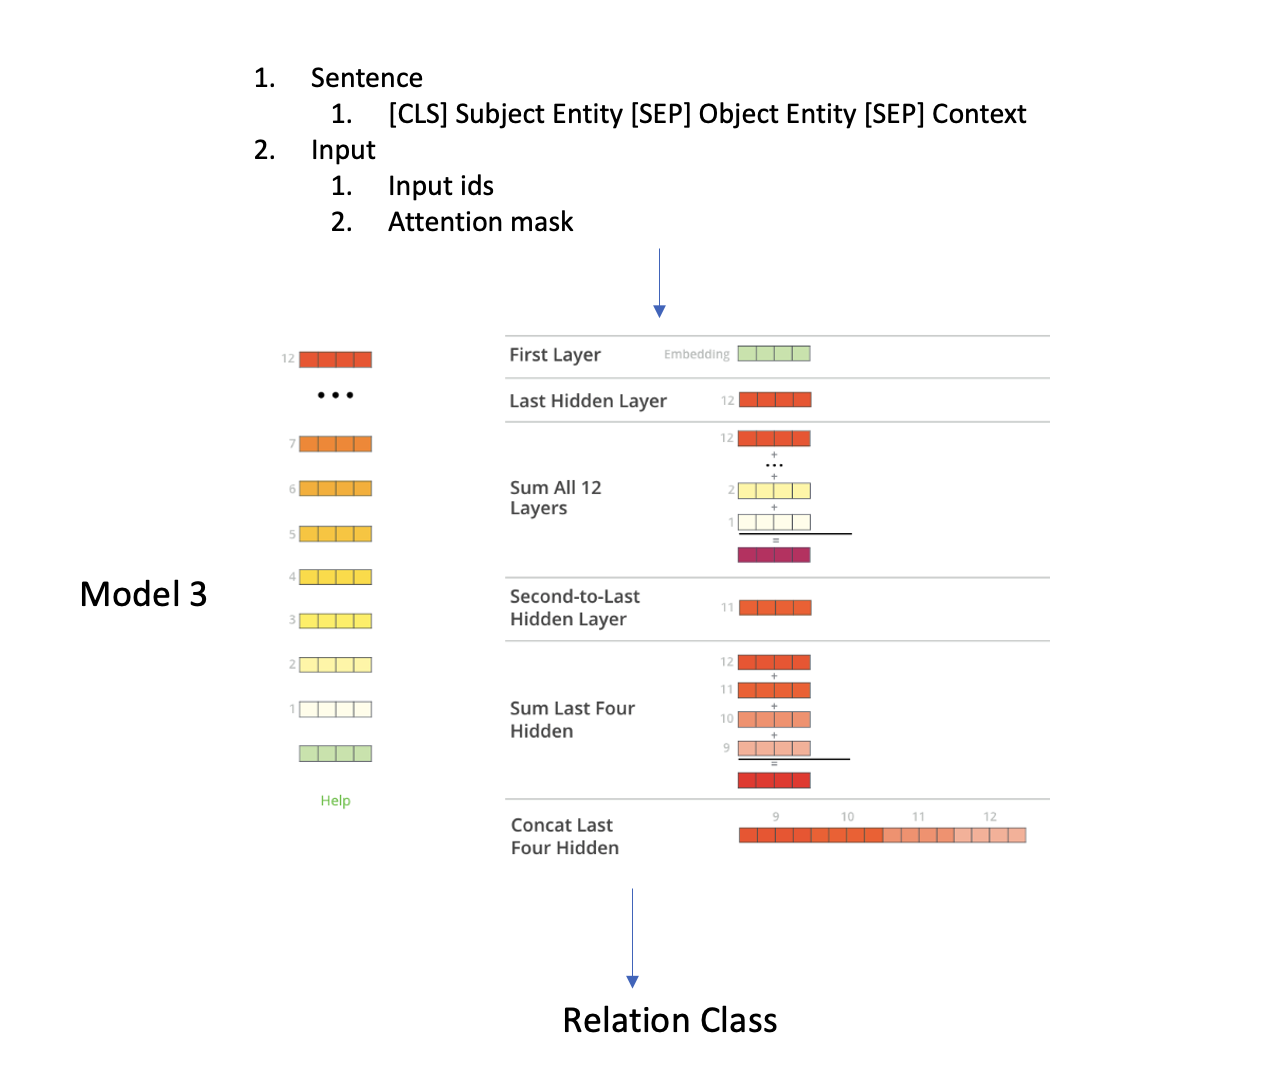 1. Sentence
1. [CLS] Subject Entity [SEP] Object Entity [SEP] Context
2. Input
1. Input ids
2. Attention mask
Model 3
12
...
7
6
5
4
3
2
1
Help
First Layer
Embedding
Last Hidden Layer
12
Sum All 12
Layers
12
+
...
+
2
+
1
=
Second-to-Last
Hidden Layer
11
Sum Last Four
Hidden
12
+
11
+
10
+
9
=
Concat Last
Four Hidden
9 10 11 12
Relation Class